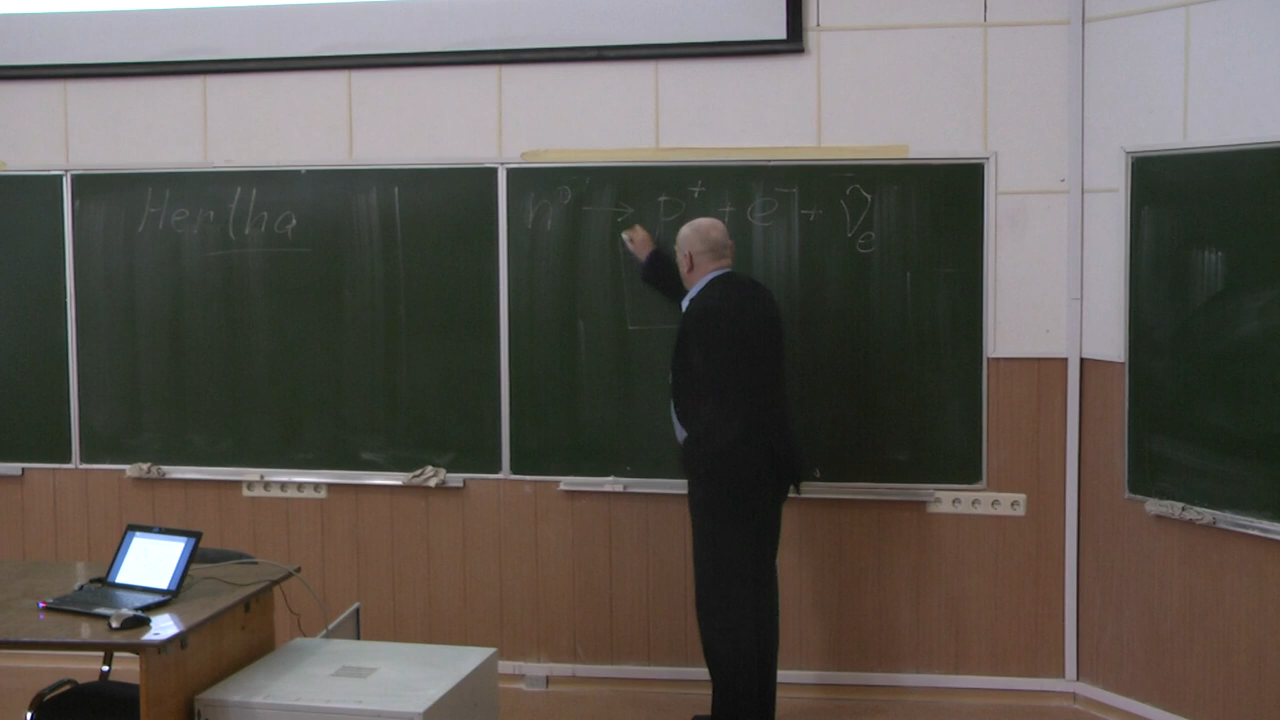 Hertha
n⁰ → p⁺ + e⁻ + ν̃ₑ